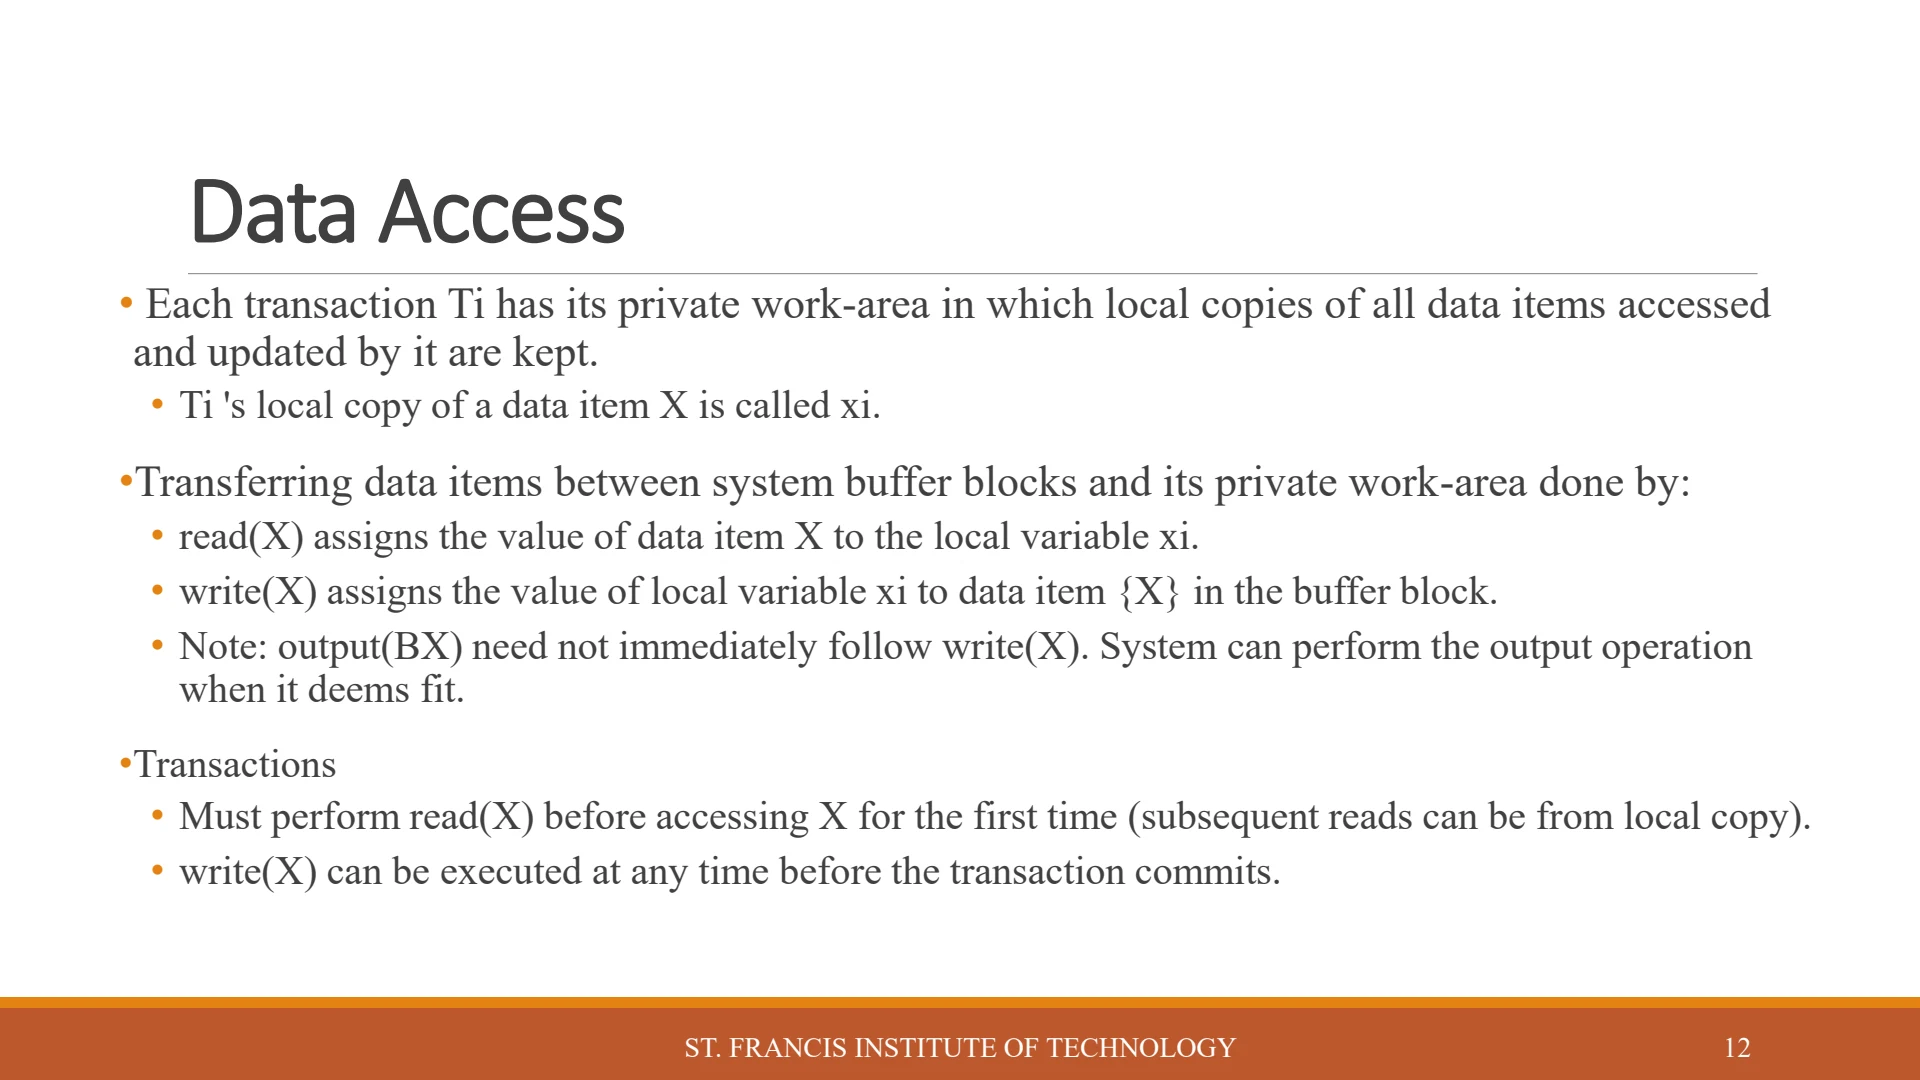 Data Access
• Each transaction Ti has its private work-area in which local copies of all data items accessed
and updated by it are kept.
• Ti 's local copy of a data item X is called xi.
•Transferring data items between system buffer blocks and its private work-area done by:
• read(X) assigns the value of data item X to the local variable xi.
• write(X) assigns the value of local variable xi to data item {X} in the buffer block.
• Note: output(BX) need not immediately follow write(X). System can perform the output operation
when it deems fit.
•Transactions
• Must perform read(X) before accessing X for the first time (subsequent reads can be from local copy).
• write(X) can be executed at any time before the transaction commits.
ST. FRANCIS INSTITUTE OF TECHNOLOGY
12